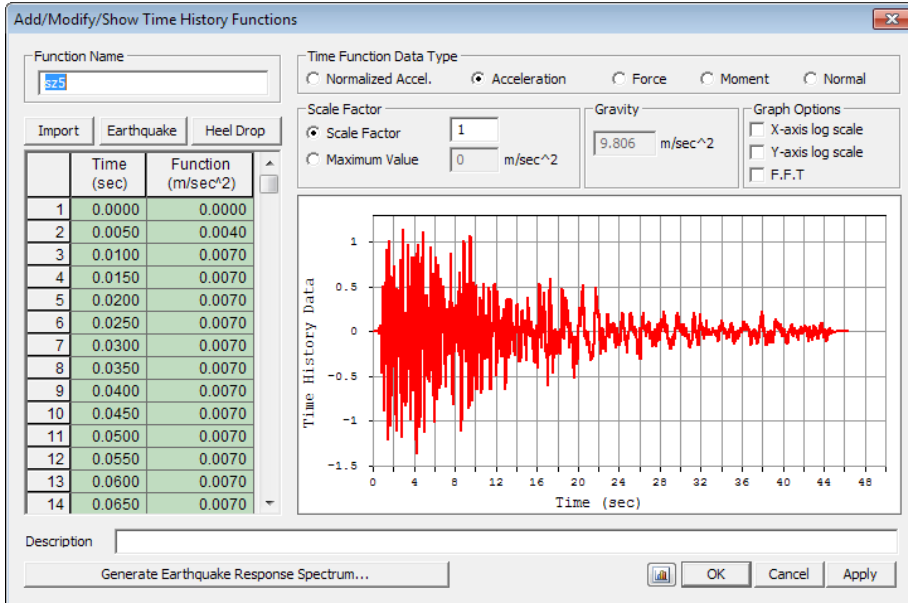 Add/Modify/Show Time History Functions
Function Name
sz5
Import
Earthquake
Heel Drop
Time (sec)
Function (m/sec^2)
1 0.0000 0.0000
2 0.0050 0.0040
3 0.0100 0.0070
4 0.0150 0.0070
5 0.0200 0.0070
6 0.0250 0.0070
7 0.0300 0.0070
8 0.0350 0.0070
9 0.0400 0.0070
10 0.0450 0.0070
11 0.0500 0.0070
12 0.0550 0.0070
13 0.0600 0.0070
14 0.0650 0.0070
Time Function Data Type
Normalized Accel. Acceleration Force Moment Normal
Scale Factor
Scale Factor 1
Maximum Value 0 m/sec^2
Gravity
9.806 m/sec^2
Graph Options
X-axis log scale
Y-axis log scale
F.F.T
Time History Data
1
0.5
0
-0.5
-1
-1.5
0 4 8 12 16 20 24 28 32 36 40 44 48
Time (sec)
Description
Generate Earthquake Response Spectrum...
OK Cancel Apply